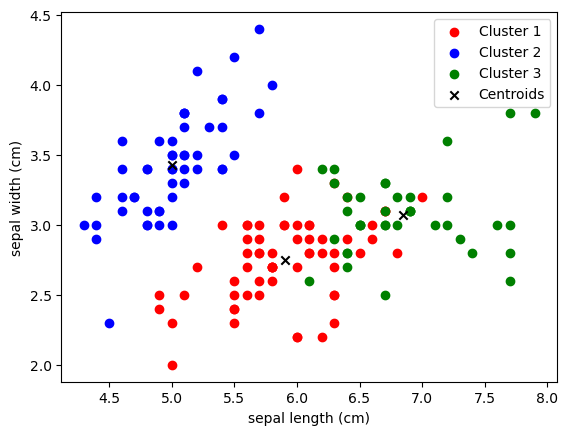 4.5
4.0
3.5
3.0
2.5
2.0
sepal width (cm)
Cluster 1
Cluster 2
Cluster 3
Centroids
4.5 5.0 5.5 6.0 6.5 7.0 7.5 8.0
sepal length (cm)